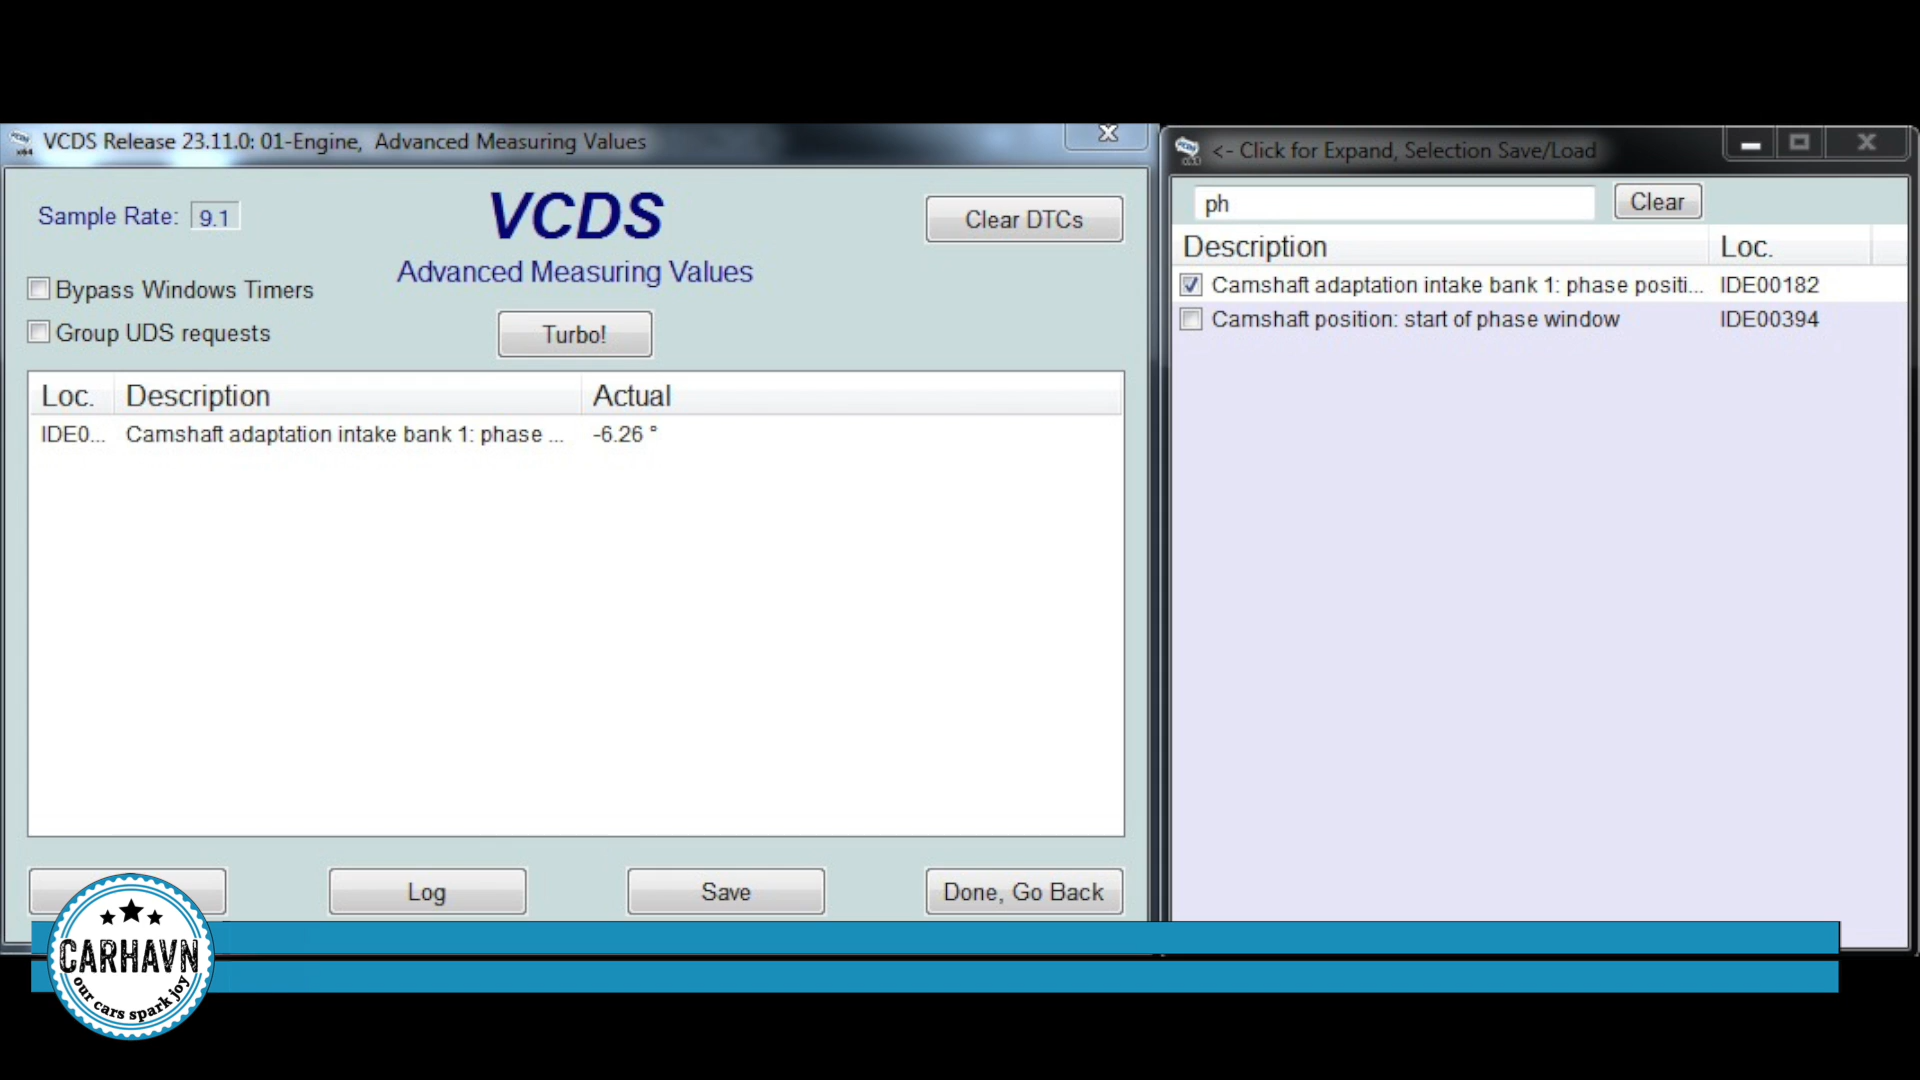 VCDS Release 23.11.0: 01-Engine, Advanced Measuring Values
Sample Rate: 9.1
VCDS
Clear DTCs
Advanced Measuring Values
Bypass Windows Timers
Group UDS requests
Turbo!
Loc. Description Actual
IDE0... Camshaft adaptation intake bank 1: phase ... -6.26 °
Log
Save
Done, Go Back
<- Click for Expand, Selection Save/Load
ph
Clear
Description Loc.
Camshaft adaptation intake bank 1: phase positi... IDE00182
Camshaft position: start of phase window IDE00394
CARHAVN
our cars spark joy